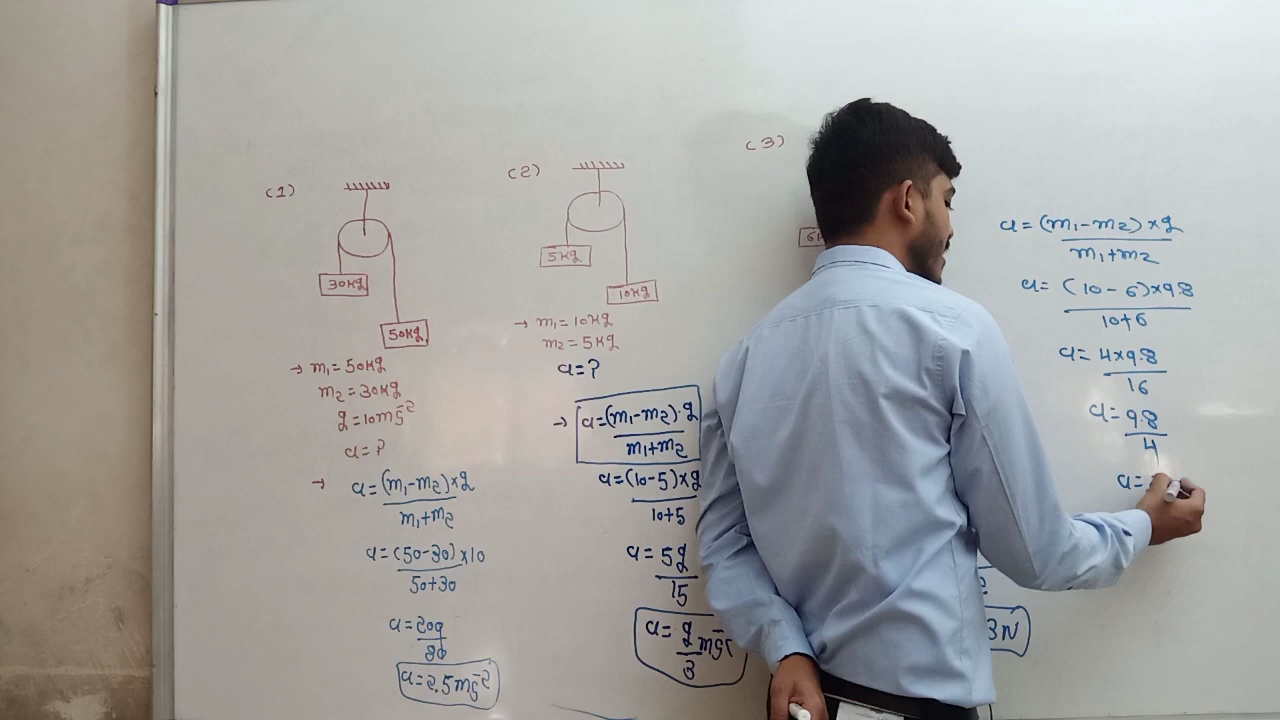 (1)
30kg
50kg
→ m₁ = 50kg
m₂ = 30kg
g = 10ms⁻²
a = ?
→ a = (m₁-m₂)×g
m₁+m₂
a = (50-30)×10
50+30
a = 20g
80
a = 2.5ms⁻²
(2)
5kg
10kg
→ m₁ = 10kg
m₂ = 5kg
a = ?
→ a = (m₁-m₂)·g
m₁+m₂
a = (10-5)×g
10+5
a = 5g
15
a = g ms⁻²
3
(3)
3N
a = (m₁-m₂)×g
m₁+m₂
a = (10-6)×9.8
10+6
a = 4×9.8
16
a = 9.8
4
a =